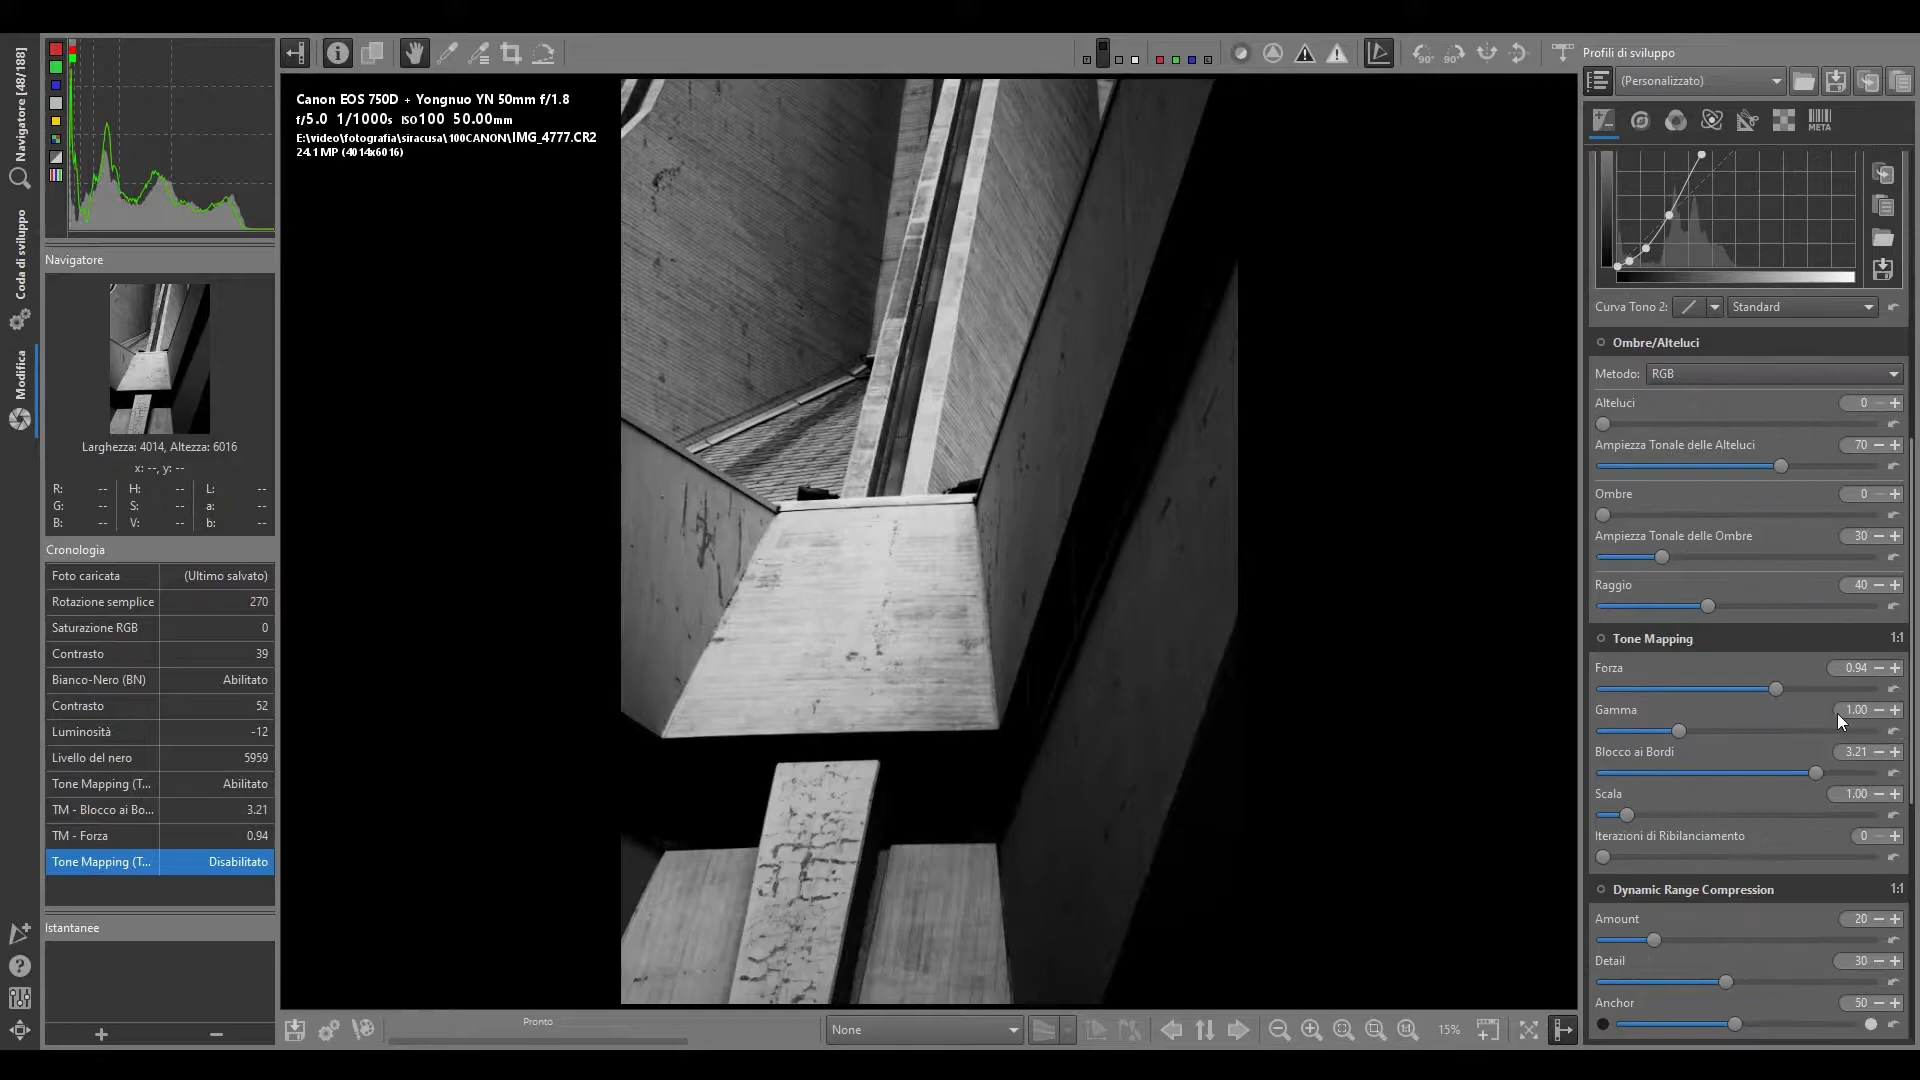 Navigatore [48/188]
Coda di sviluppo
Modifica
Canon EOS 750D + Yongnuo YN 50mm f/1.8
f/5.0 1/1000s ISO100 50.00mm
E:\video\fotografia\siracusa\100CANON\IMG_4777.CR2
24.1 MP (4014x6016)
90°
90°
Profili di sviluppo
(Personalizzato)
META
Navigatore
Larghezza: 4014, Altezza: 6016
x: --, y: --
R: -- H: -- L: --
G: -- S: -- a: --
B: -- V: -- b: --
Cronologia
Foto caricata (Ultimo salvato)
Rotazione semplice 270
Saturazione RGB 0
Contrasto 39
Bianco-Nero (BN) Abilitato
Contrasto 52
Luminosità -12
Livello del nero 5959
Tone Mapping (T... Abilitato
TM - Blocco ai Bo... 3.21
TM - Forza 0.94
Tone Mapping (T... Disabilitato
Istantanee
Curva Tono 2: Standard
Ombre/Alteluci
Metodo: RGB
Alteluci 0
Ampiezza Tonale delle Alteluci 70
Ombre 0
Ampiezza Tonale delle Ombre 30
Raggio 40
Tone Mapping 1:1
Forza 0.94
Gamma 1.00
Blocco ai Bordi 3.21
Scala 1.00
Iterazioni di Ribilanciamento 0
Dynamic Range Compression 1:1
Amount 20
Detail 30
Anchor 50
Pronto
None
1:1
15%